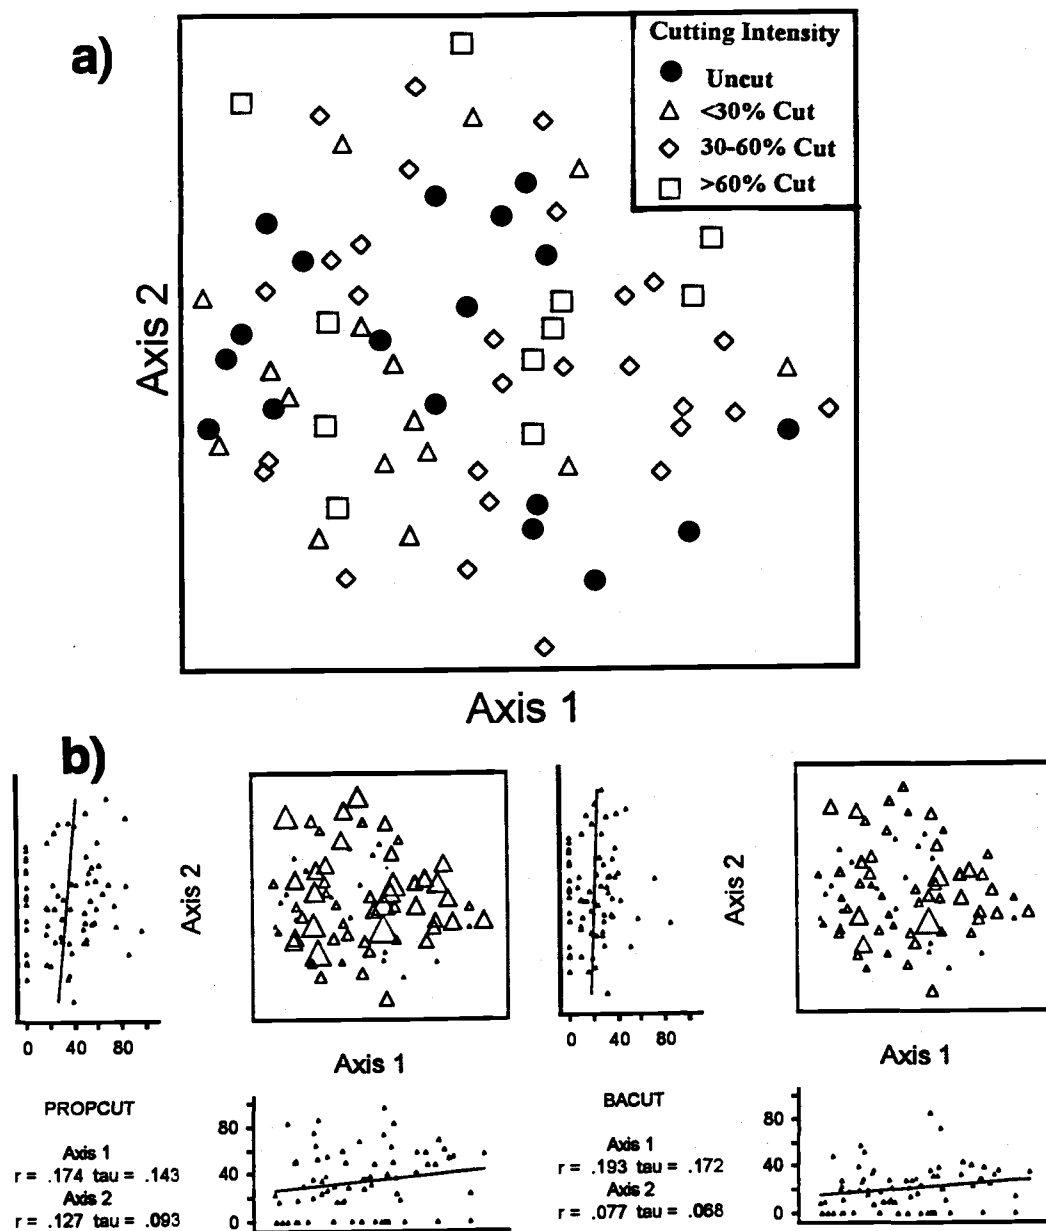 a)
Cutting Intensity
Uncut
<30% Cut
30-60% Cut
>60% Cut
Axis 2
Axis 1
b)
Axis 2
0 40 80
Axis 1
PROPCUT
Axis 1
r = .174 tau = .143
Axis 2
r = .127 tau = .093
80
40
0
Axis 2
0 40 80
Axis 1
BACUT
Axis 1
r = .193 tau = .172
Axis 2
r = .077 tau = .068
80
40
0